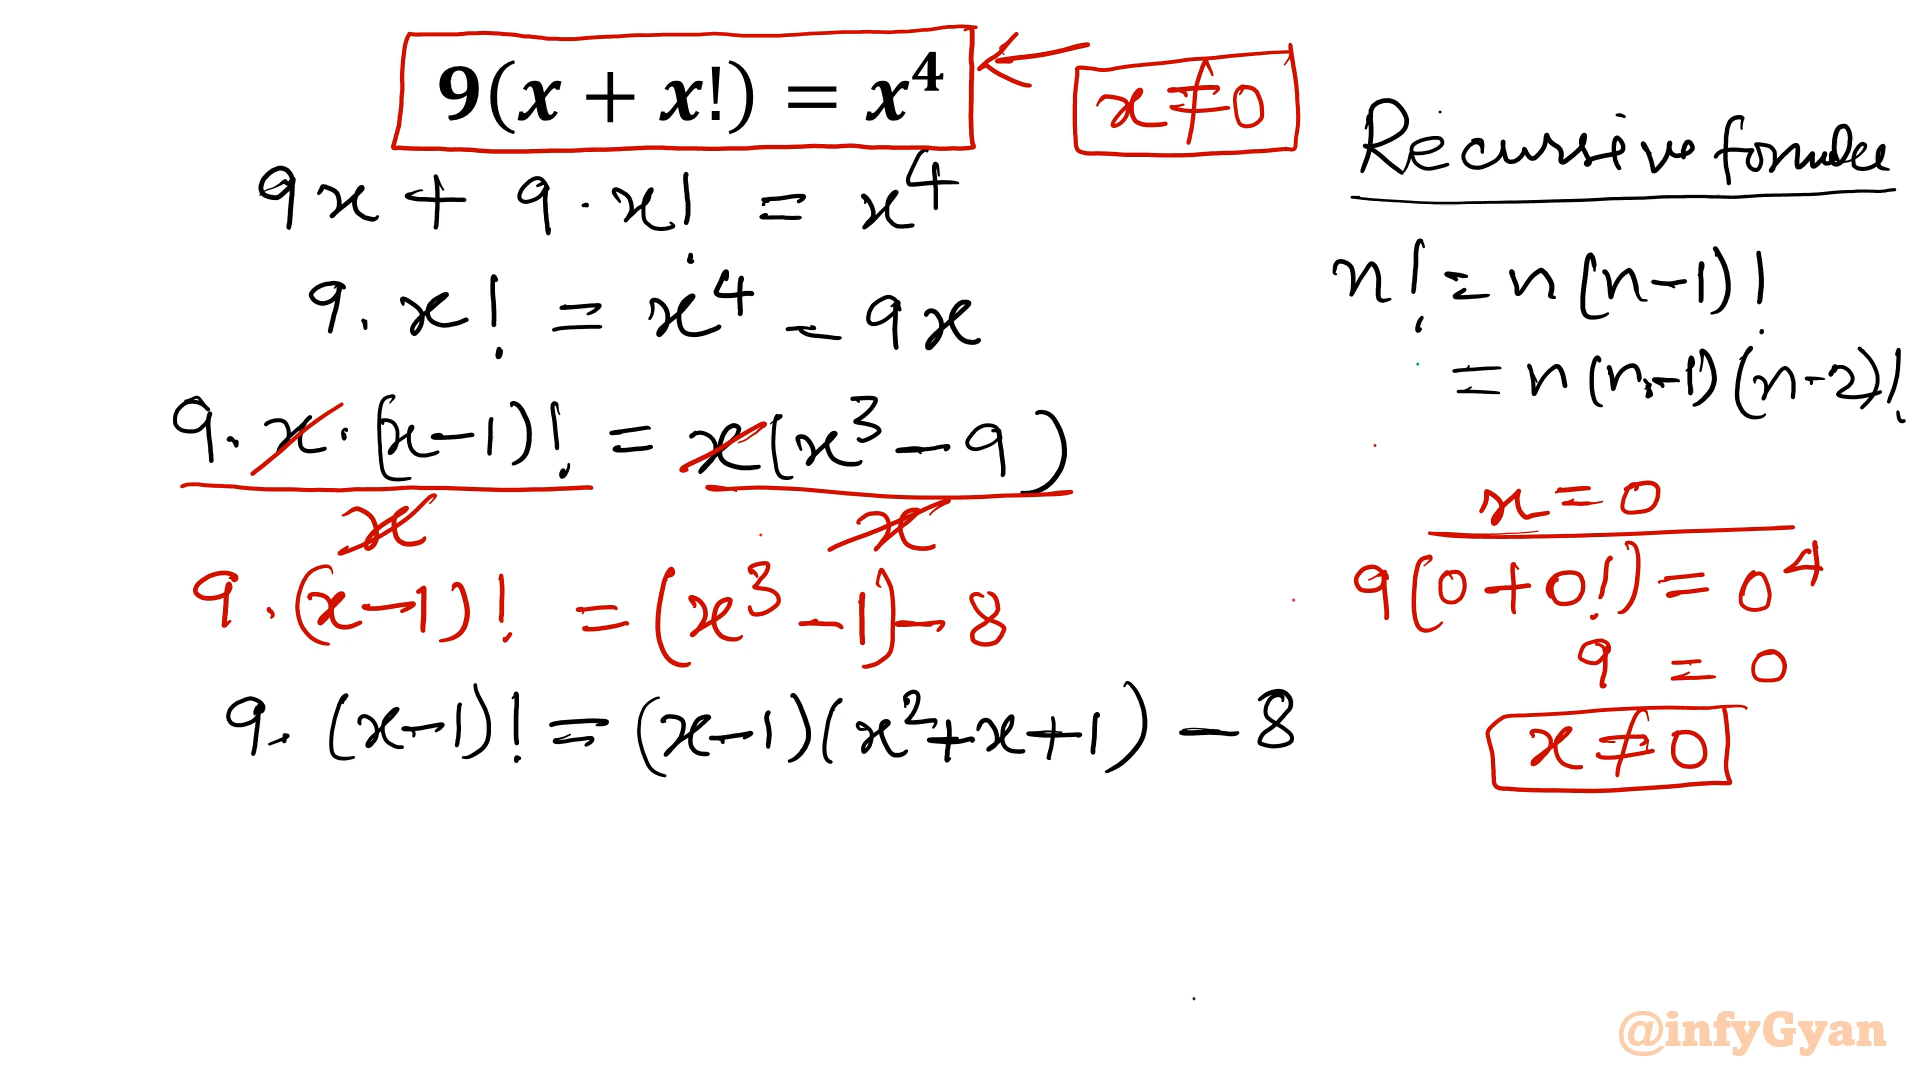 9(x + x!) = x⁴
x ≠ 0
9x + 9 · x! = x⁴
9 · x! = x⁴ – 9x
9 · x · (x–1)! = x(x³ – 9)
x x
9 · (x–1)! = (x³ –1) – 8
9 · (x–1)! = (x–1)(x²+x+1) – 8
Recursive formulae
n! = n(n–1)!
= n(n–1)(n–2)!
x = 0
9(0+0!) = 0⁴
9 = 0
x ≠ 0
@infyGyan